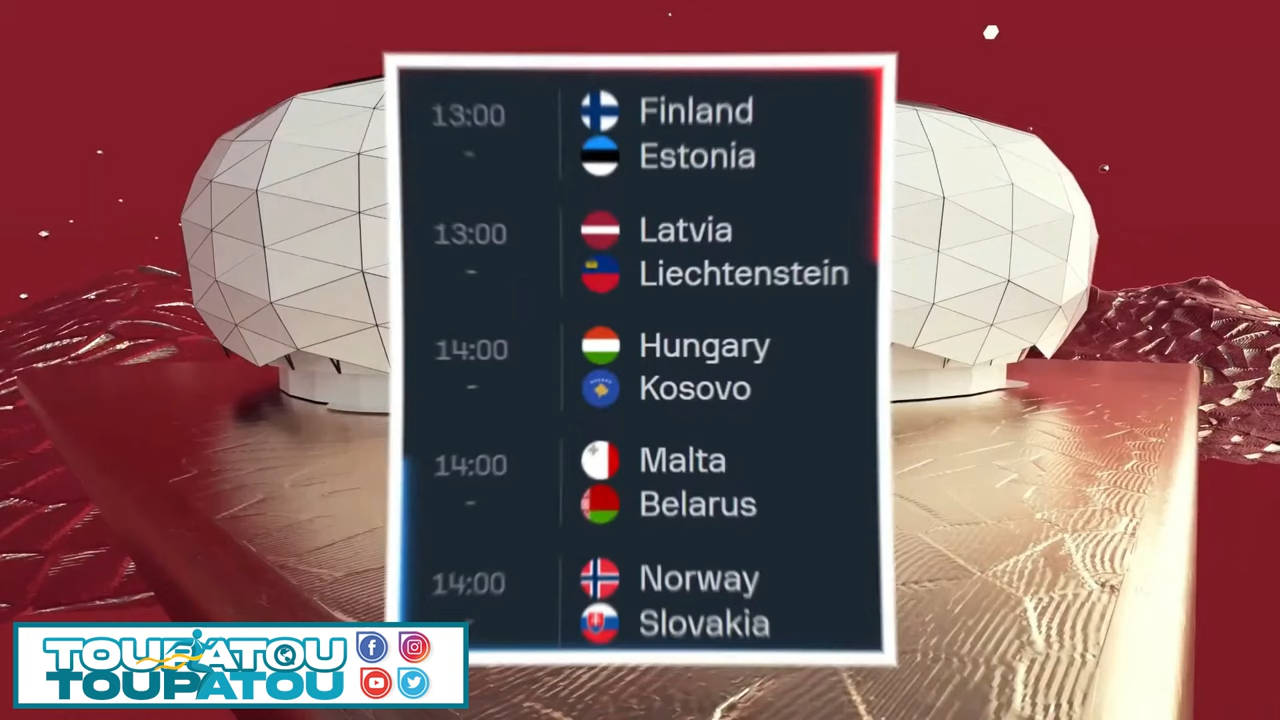 13:00 Finland
- Estonia
13:00 Latvia
- Liechtenstein
14:00 Hungary
- Kosovo
14:00 Malta
- Belarus
14:00 Norway
- Slovakia
TOUPATOU
TOUPATOU